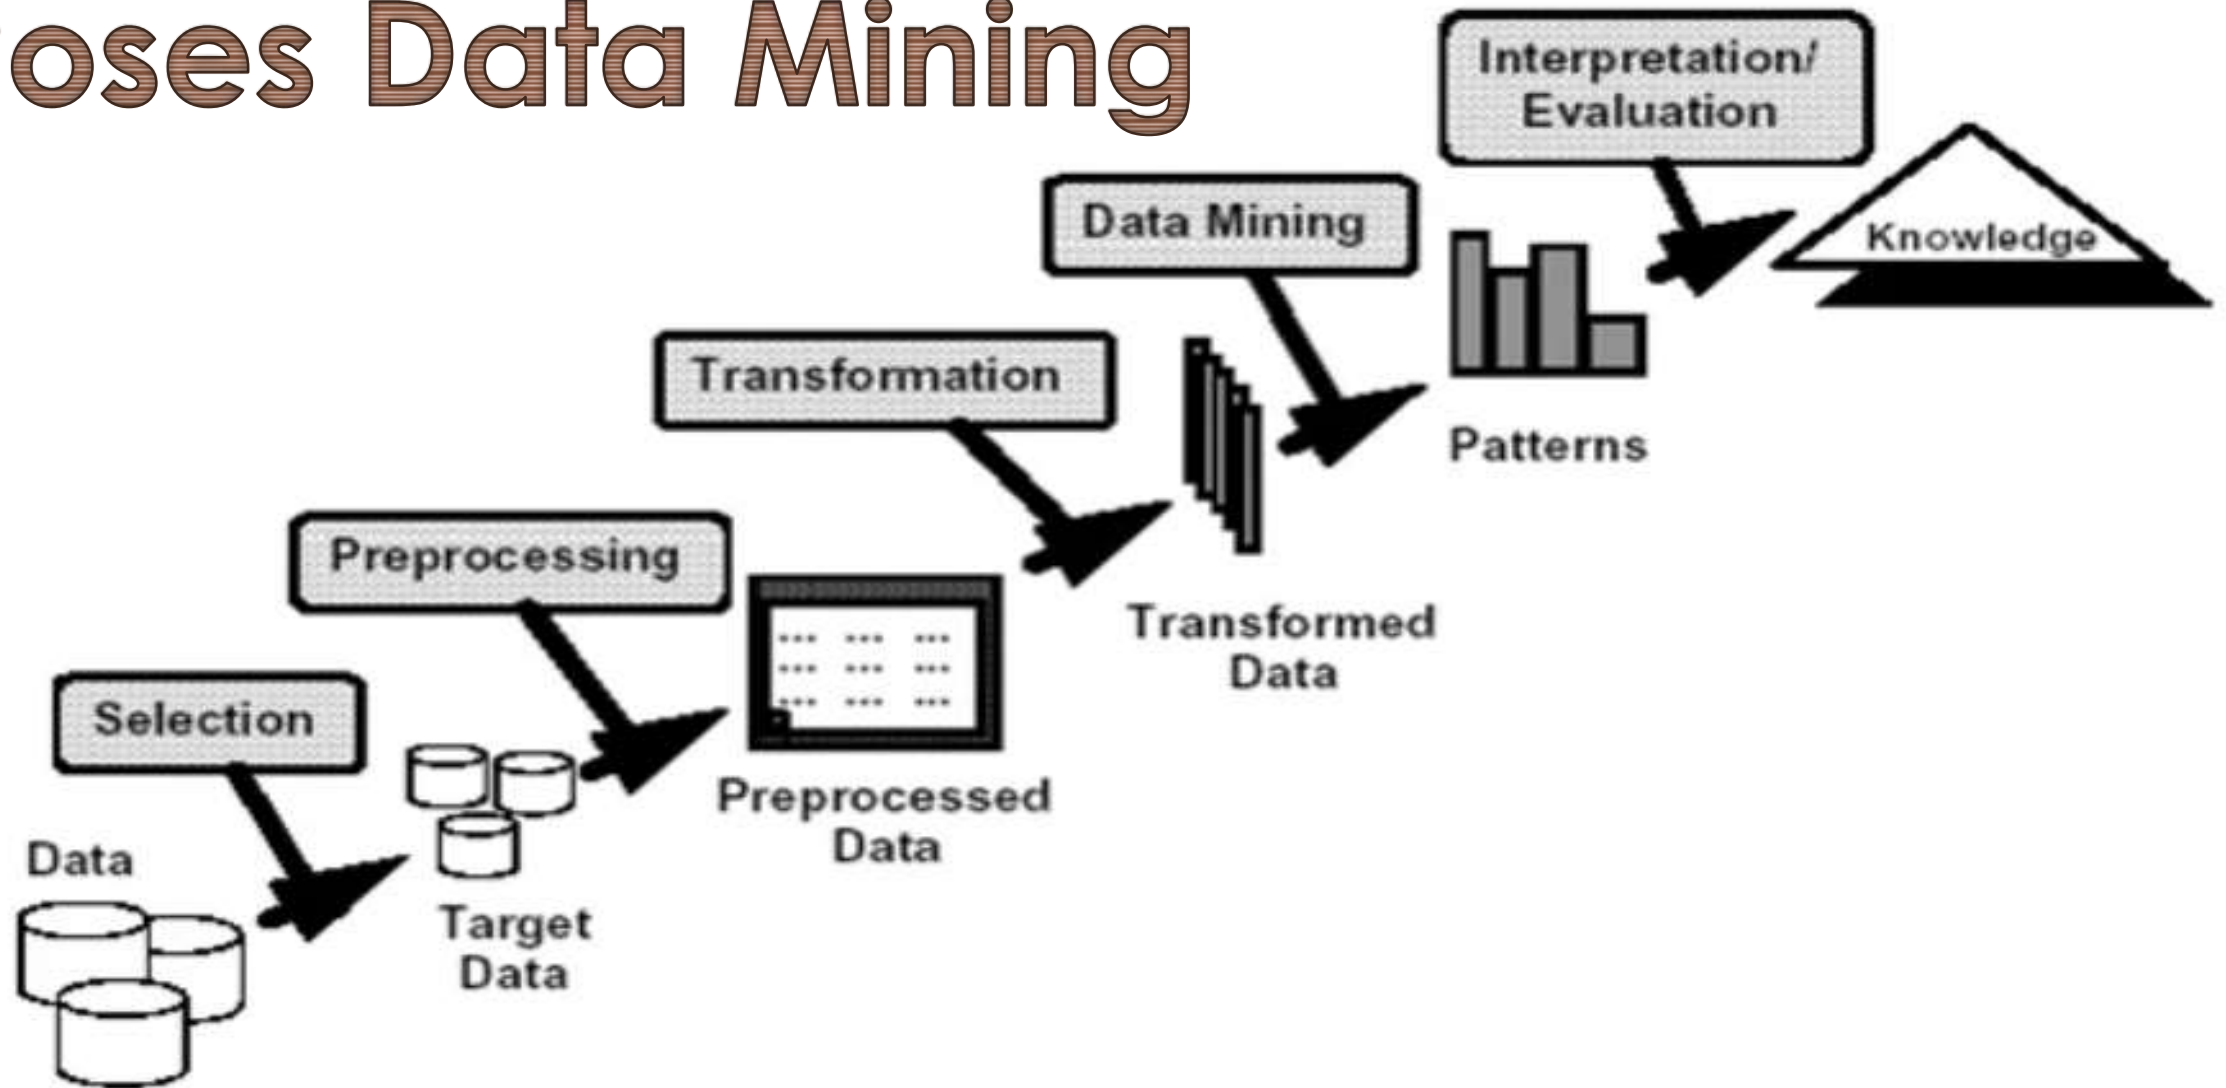 oses Data Mining
Interpretation/
Evaluation
Knowledge
Data Mining
Patterns
Transformation
Transformed
Data
Preprocessing
Preprocessed
Data
Selection
Target
Data
Data